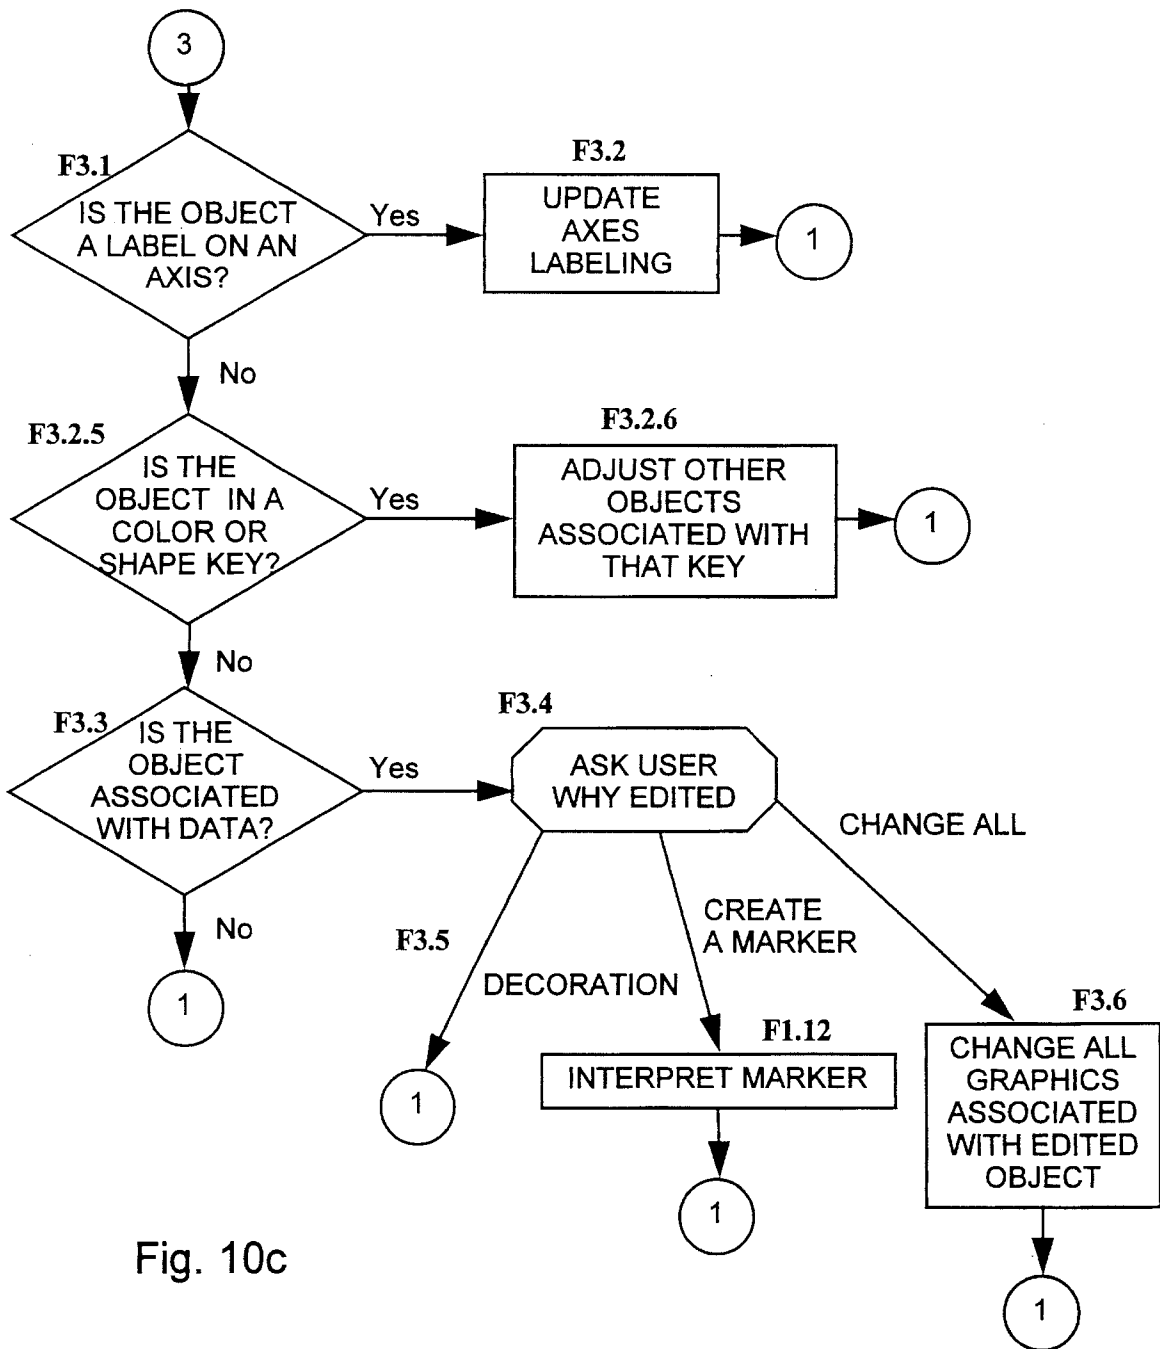 3
F3.1
IS THE OBJECT
A LABEL ON AN
AXIS?
Yes
F3.2
UPDATE
AXES
LABELING
1
No
F3.2.5
IS THE
OBJECT IN A
COLOR OR
SHAPE KEY?
Yes
F3.2.6
ADJUST OTHER
OBJECTS
ASSOCIATED WITH
THAT KEY
1
No
F3.3
IS THE
OBJECT
ASSOCIATED
WITH DATA?
Yes
F3.4
ASK USER
WHY EDITED
No
1
F3.5
DECORATION
1
CREATE
A MARKER
F1.12
INTERPRET MARKER
1
CHANGE ALL
F3.6
CHANGE ALL
GRAPHICS
ASSOCIATED
WITH EDITED
OBJECT
1
Fig. 10c